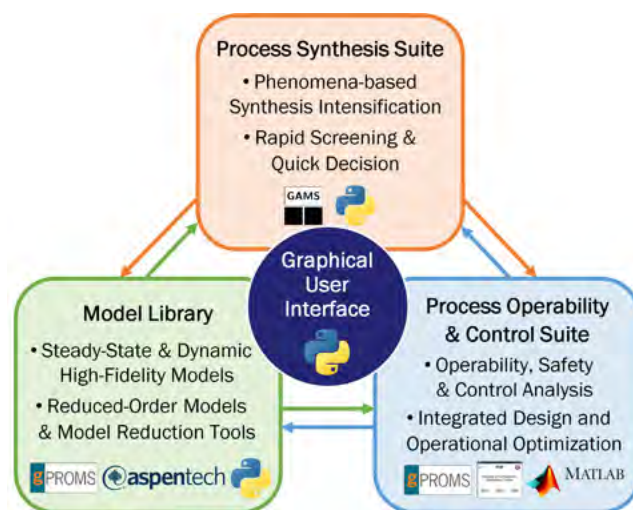 Process Synthesis Suite
• Phenomena-based
Synthesis Intensification
• Rapid Screening &
Quick Decision
GAMS
Graphical
User
Interface
Model Library
• Steady-State & Dynamic
High-Fidelity Models
• Reduced-Order Models
& Model Reduction Tools
gPROMS
aspentech
Process Operability
& Control Suite
• Operability, Safety
& Control Analysis
• Integrated Design and
Operational Optimization
gPROMS
MATLAB